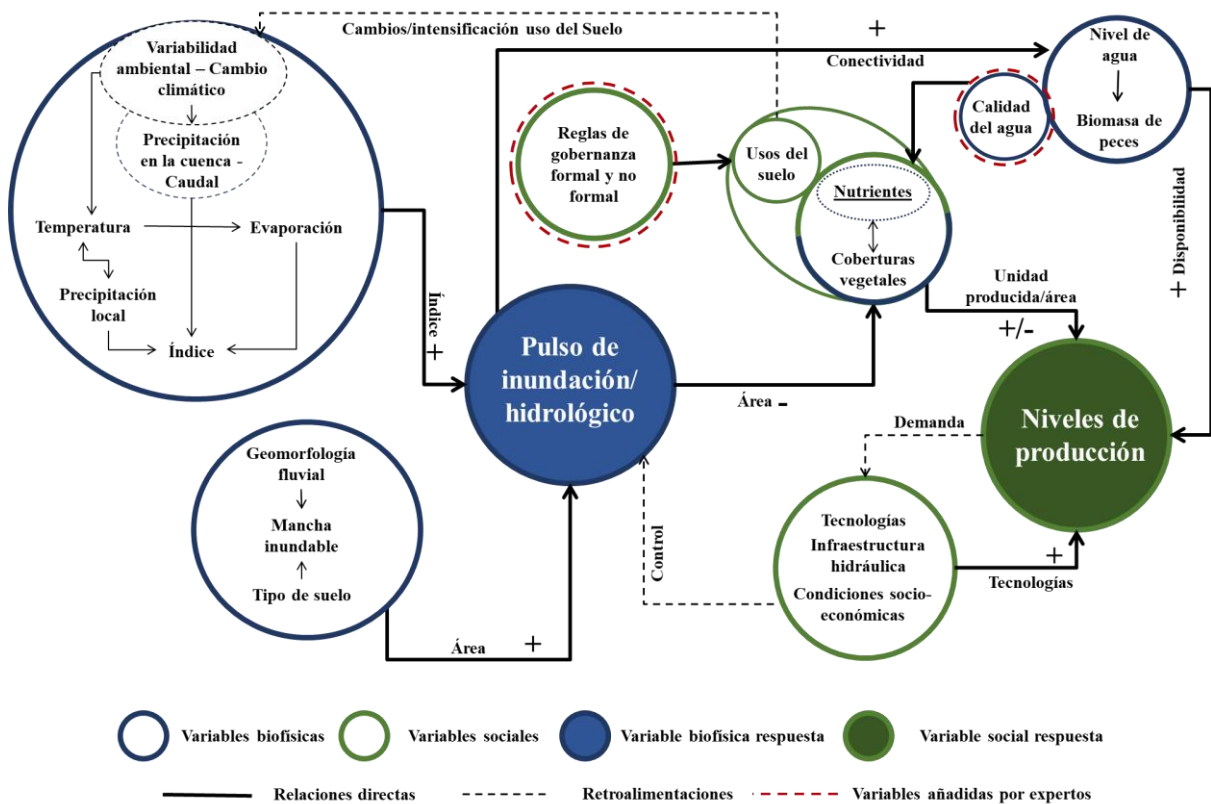 Cambios/intensificación uso del Suelo
Variabilidad
ambiental – Cambio
climático
Precipitación
en la cuenca -
Caudal
Temperatura
Evaporación
Precipitación
local
Índice
Índice +
Reglas de
gobernanza
formal y no
formal
Usos del
suelo
Nutrientes
Coberturas
vegetales
+
Conectividad
Calidad
del agua
Nivel de
agua
Biomasa de
peces
+ Disponibilidad
Unidad
producida/área
+/-
Pulso de
inundación/
hidrológico
Área -
Niveles de
producción
Demanda
Geomorfología
fluvial
Mancha
inundable
Tipo de suelo
Área +
Control
Tecnologías
Infraestructura
hidráulica
Condiciones socio-
económicas
+
Tecnologías
Variables biofísicas
Variables sociales
Variable biofísica respuesta
Variable social respuesta
Relaciones directas
Retroalimentaciones
Variables añadidas por expertos